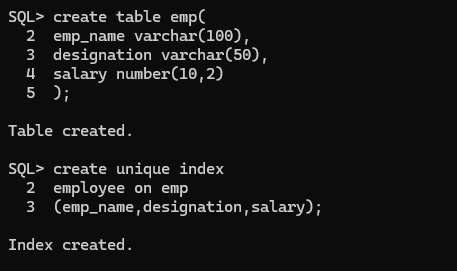 SQL> create table emp(
  2  emp_name varchar(100),
  3  designation varchar(50),
  4  salary number(10,2)
  5  );
Table created.
SQL> create unique index
  2  employee on emp
  3  (emp_name,designation,salary);
Index created.